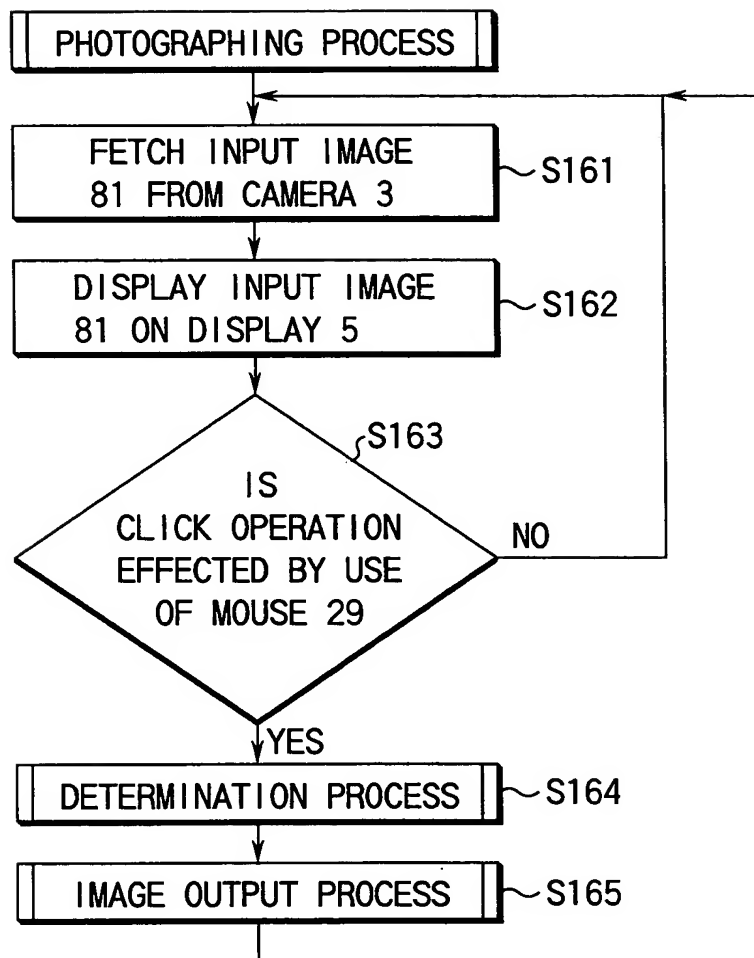 PHOTOGRAPHING PROCESS
FETCH INPUT IMAGE
81 FROM CAMERA 3
S161
DISPLAY INPUT IMAGE
81 ON DISPLAY 5
S162
S163
IS
CLICK OPERATION
EFFECTED BY USE
OF MOUSE 29
NO
YES
DETERMINATION PROCESS
S164
IMAGE OUTPUT PROCESS
S165